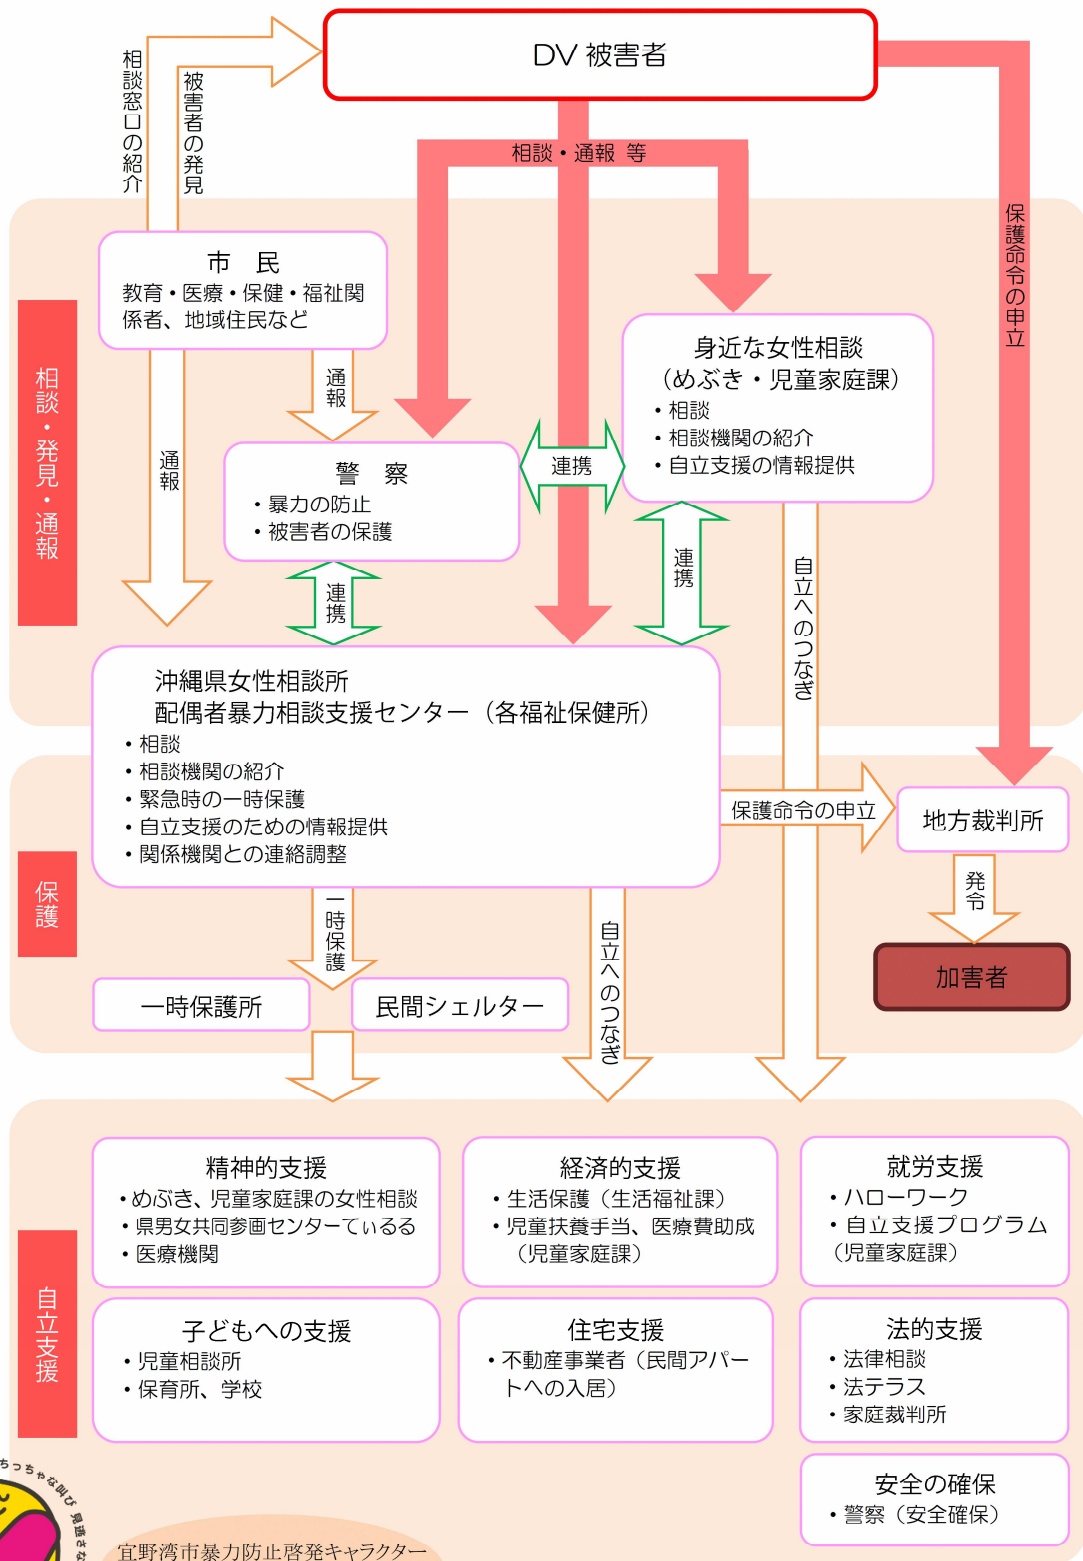 DV 被害者
相談窓口の紹介
被害者の発見
相談・通報 等
保護命令の申立
相談・発見・通報
市　民
教育・医療・保健・福祉関
係者、地域住民など
通報
通報
身近な女性相談
（めぶき・児童家庭課）
・相談
・相談機関の紹介
・自立支援の情報提供
警　察
・暴力の防止
・被害者の保護
連携
連携
連携
自立へのつなぎ
沖縄県女性相談所
配偶者暴力相談支援センター（各福祉保健所）
・相談
・相談機関の紹介
・緊急時の一時保護
・自立支援のための情報提供
・関係機関との連絡調整
保護命令の申立
地方裁判所
発令
加害者
保護
一時保護
自立へのつなぎ
一時保護所
民間シェルター
自立支援
精神的支援
・めぶき、児童家庭課の女性相談
・県男女共同参画センターてぃるる
・医療機関
経済的支援
・生活保護（生活福祉課）
・児童扶養手当、医療費助成
（児童家庭課）
就労支援
・ハローワーク
・自立支援プログラム
（児童家庭課）
子どもへの支援
・児童相談所
・保育所、学校
住宅支援
・不動産事業者（民間アパー
トへの入居）
法的支援
・法律相談
・法テラス
・家庭裁判所
安全の確保
・警察（安全確保）
ちっちゃな叫び 見逃さな
宜野湾市暴力防止啓発キャラクター